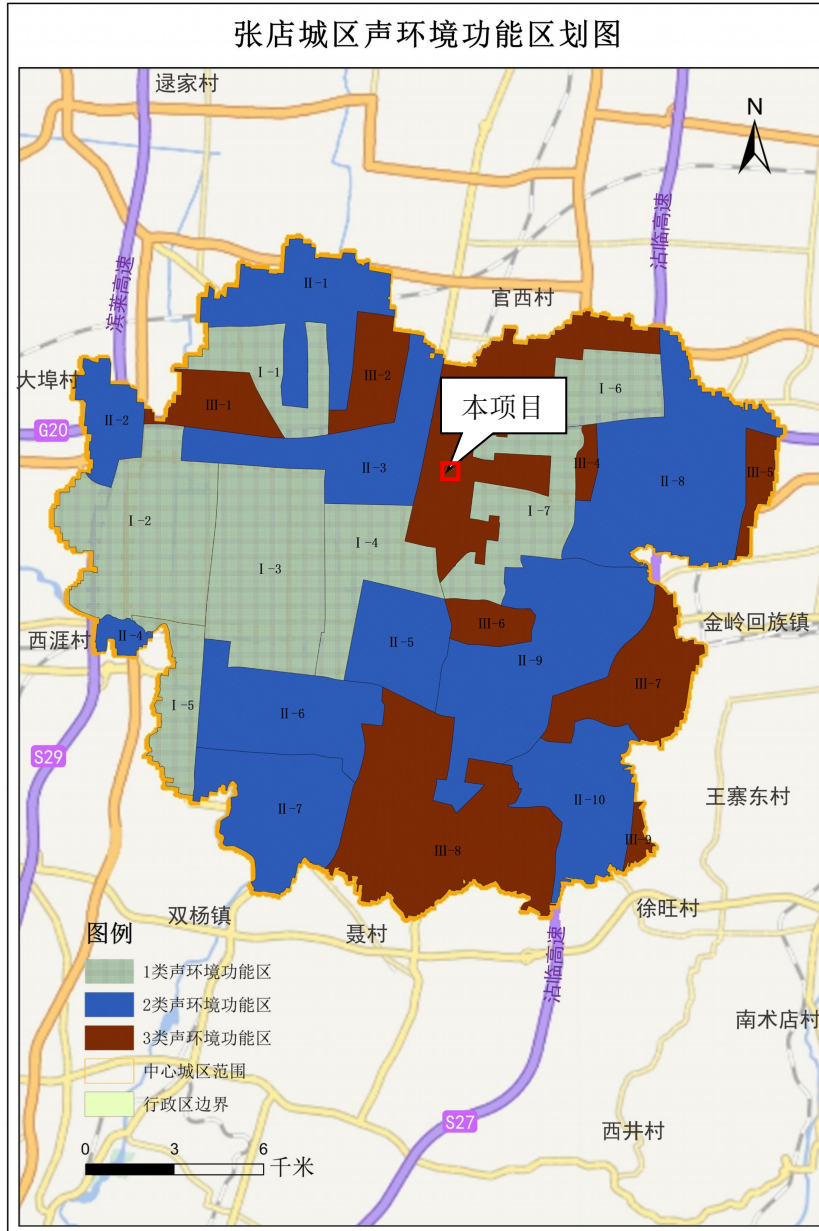 张店城区声环境功能区划图
逯家村
N
滨莱高速
沾临高速
官西村
II-1
I-1
III-2
III-1
I-6
大埠村
G20
II-2
本项目
II-3
III-4
II-8
III-5
I-2
I-4
I-7
I-3
西涯村
II-4
II-5
III-6
II-9
金岭回族镇
III-7
I-5
II-6
S29
II-7
III-8
II-10
III-9
王寨东村
双杨镇
聂村
徐旺村
沾临高速
南术店村
S27
西井村
图例
1类声环境功能区
2类声环境功能区
3类声环境功能区
中心城区范围
行政区边界
0 3 6
千米